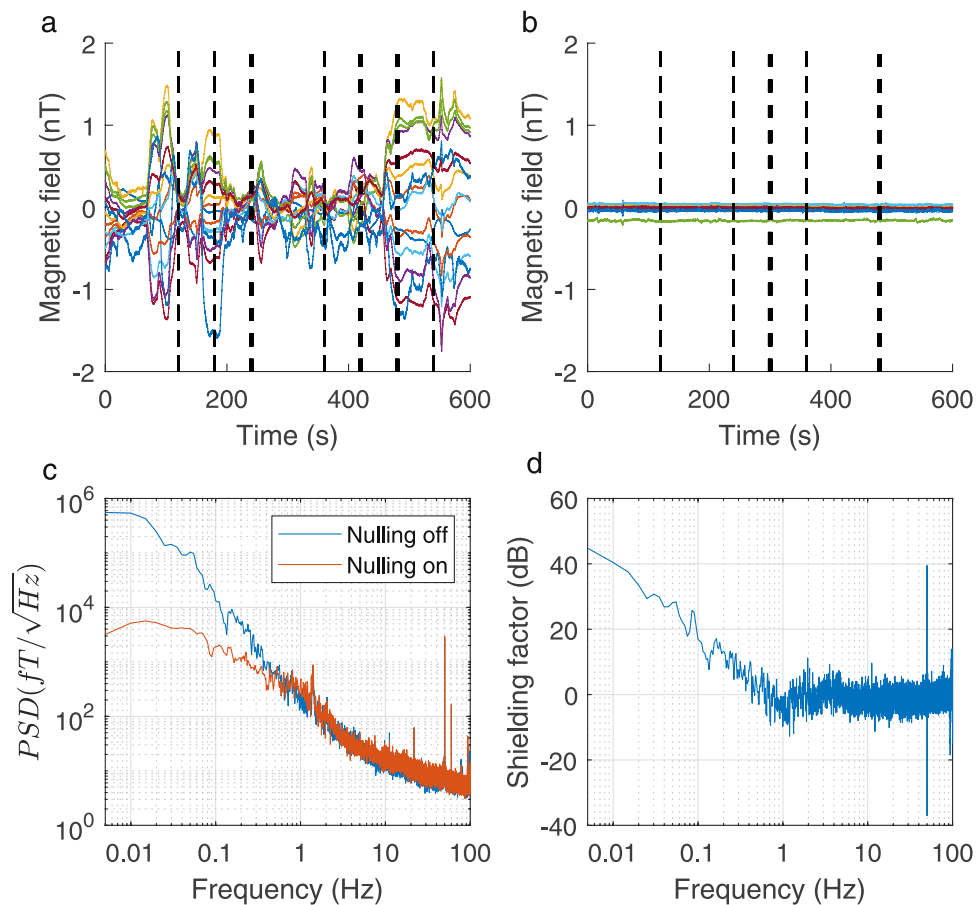 a
b
2
1
0
-1
-2
Magnetic field (nT)
0
200
400
600
Time (s)
2
1
0
-1
-2
Magnetic field (nT)
0
200
400
600
Time (s)
c
d
10^6
10^4
10^2
10^0
PSD(fT/√Hz)
Nulling off
Nulling on
0.01
0.1
1
10
100
Frequency (Hz)
60
40
20
0
-20
-40
Shielding factor (dB)
0.01
0.1
1
10
100
Frequency (Hz)